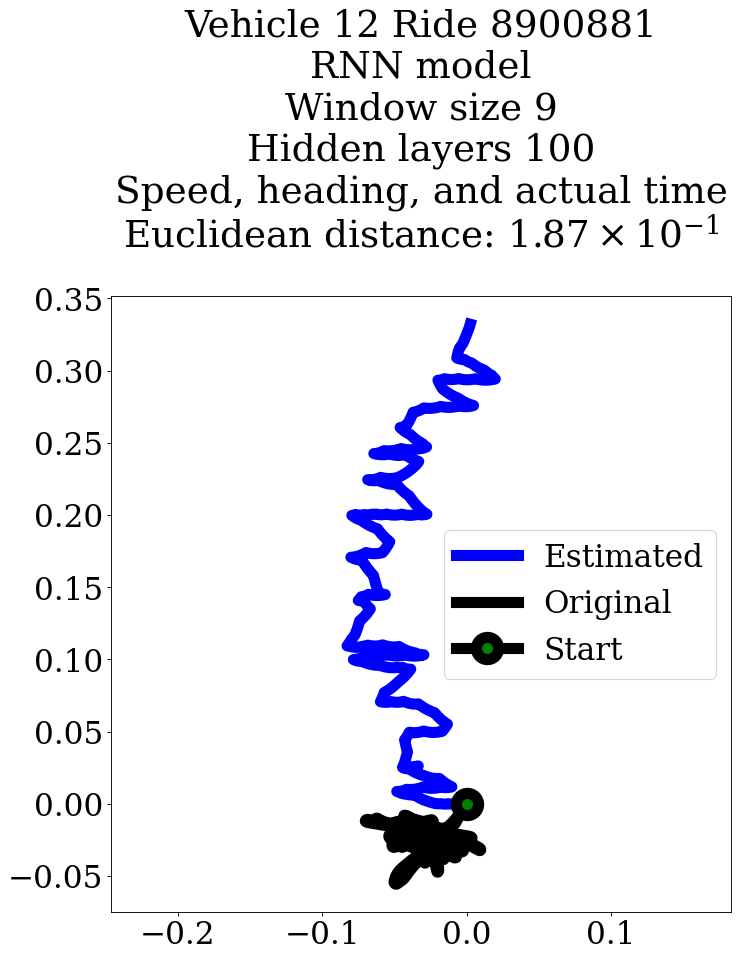 Vehicle 12 Ride 8900881
RNN model
Window size 9
Hidden layers 100
Speed, heading, and actual time
Euclidean distance: 1.87 × 10⁻¹
0.35
0.30
0.25
0.20
0.15
0.10
0.05
0.00
−0.05
Estimated
Original
Start
−0.2
−0.1
0.0
0.1